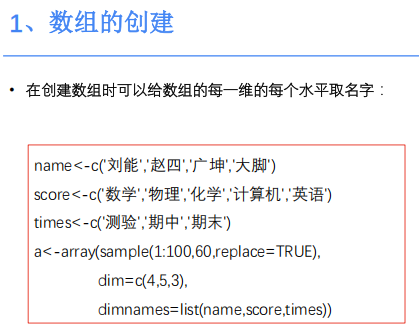 1、数组的创建
• 在创建数组时可以给数组的每一维的每个水平取名字：
name<-c('刘能','赵四','广坤','大脚')
score<-c('数学','物理','化学','计算机','英语')
times<-c('测验','期中','期末')
a<-array(sample(1:100,60,replace=TRUE),
dim=c(4,5,3),
dimnames=list(name,score,times))